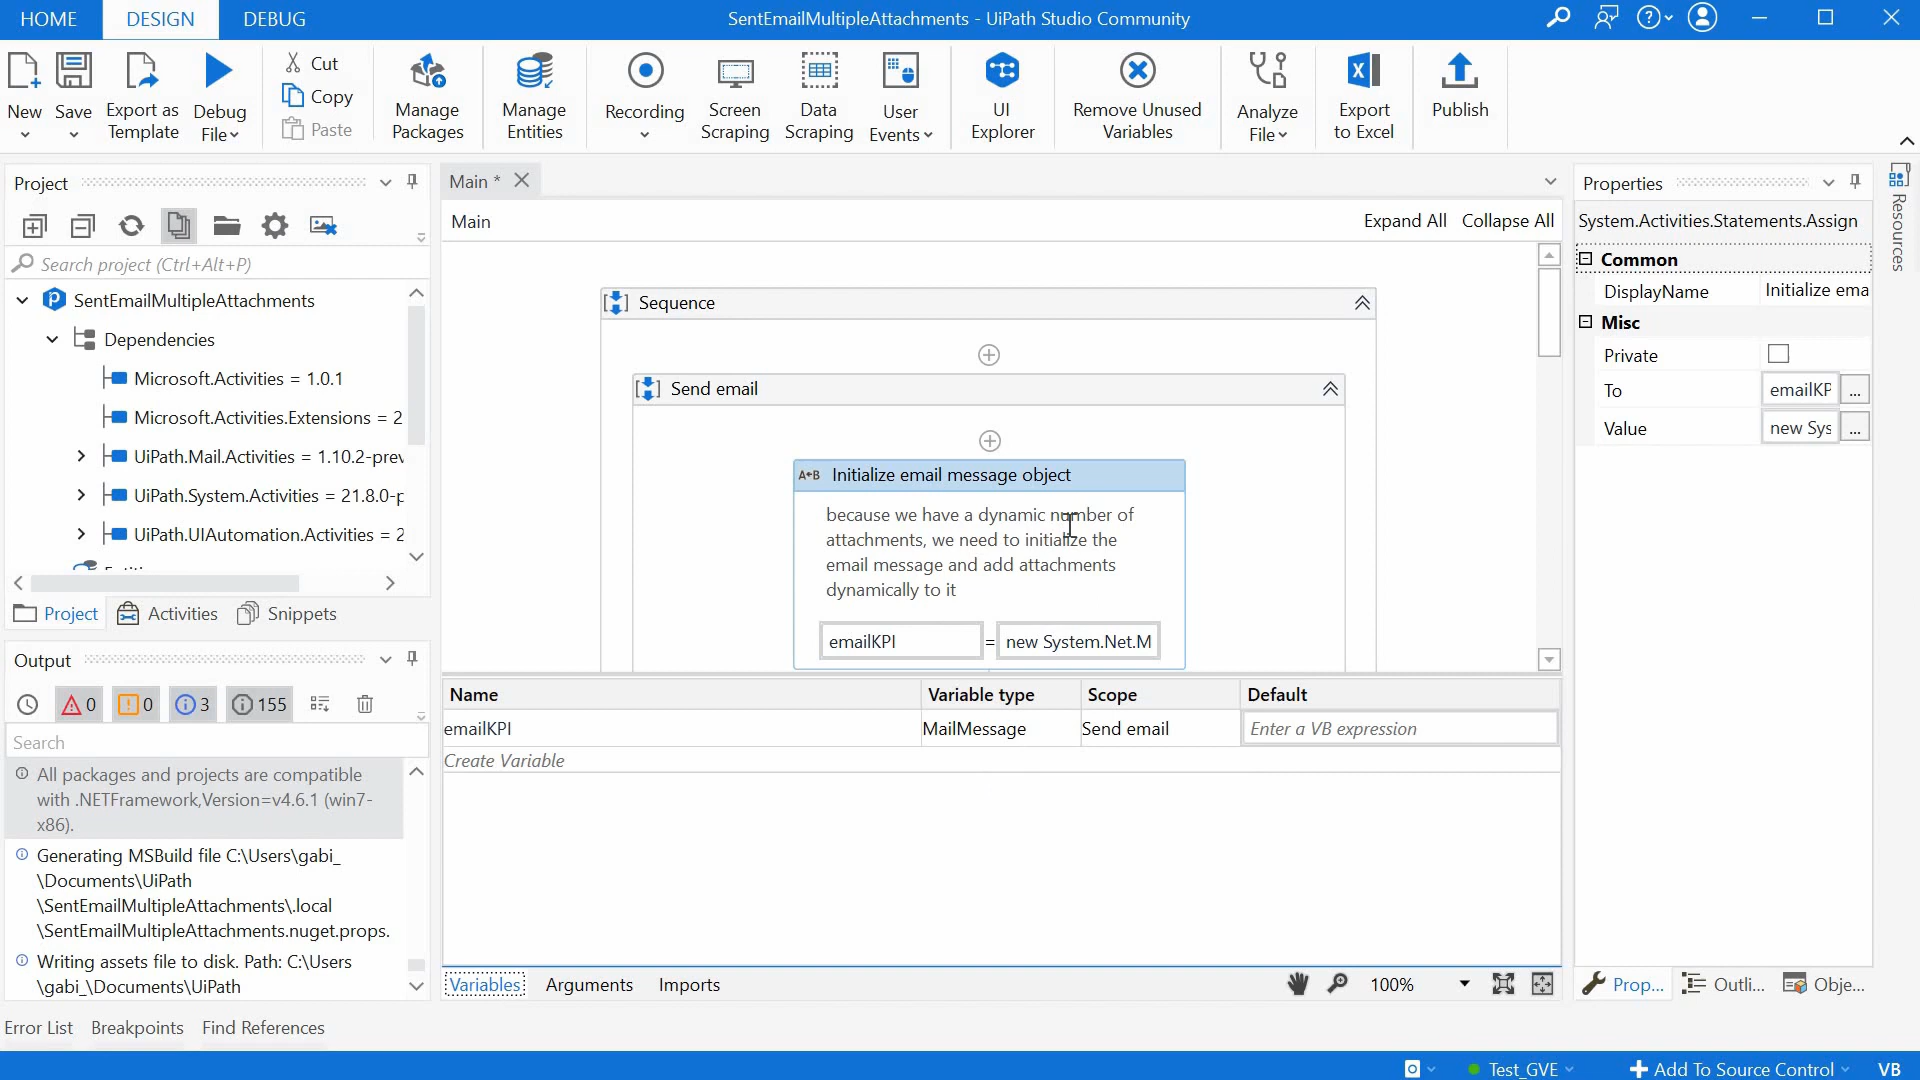 HOME DESIGN DEBUG SentEmailMultipleAttachments - UiPath Studio Community
New Save Export as Template Debug File Cut Copy Paste Manage Packages Manage Entities Recording Screen Scraping Data Scraping User Events UI Explorer Remove Unused Variables Analyze File Export to Excel Publish
Project
Search project (Ctrl+Alt+P)
SentEmailMultipleAttachments
Dependencies
Microsoft.Activities = 1.0.1
Microsoft.Activities.Extensions = 2
UiPath.Mail.Activities = 1.10.2-prev
UiPath.System.Activities = 21.8.0-p
UiPath.UIAutomation.Activities = 2
Project Activities Snippets
Output
0 0 3 155
Search
All packages and projects are compatible
with .NETFramework,Version=v4.6.1 (win7-
x86).
Generating MSBuild file C:\Users\gabi_
\Documents\UiPath
\SentEmailMultipleAttachments\.local
\SentEmailMultipleAttachments.nuget.props.
Writing assets file to disk. Path: C:\Users
\gabi_\Documents\UiPath
Error List Breakpoints Find References
Main *
Main Expand All Collapse All
Sequence
Send email
A←B Initialize email message object
because we have a dynamic number of
attachments, we need to initialize the
email message and add attachments
dynamically to it
emailKPI = new System.Net.M
Name Variable type Scope Default
emailKPI MailMessage Send email Enter a VB expression
Create Variable
Variables Arguments Imports 100%
Properties
System.Activities.Statements.Assign
Common
DisplayName Initialize ema
Misc
Private
To emailKP ...
Value new Sys ...
Prop... Outli... Obje...
Resources
Test_GVE Add To Source Control VB